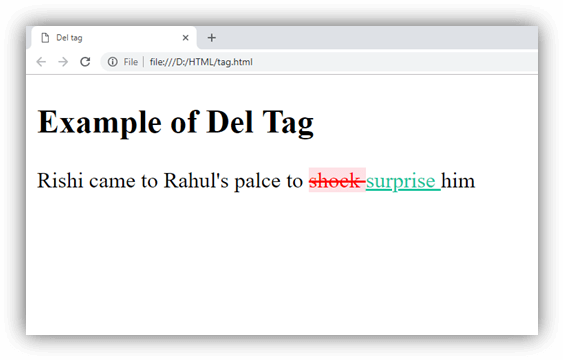 Del tag
File file:///D:/HTML/tag.html
Example of Del Tag
Rishi came to Rahul's palce to shock surprise him